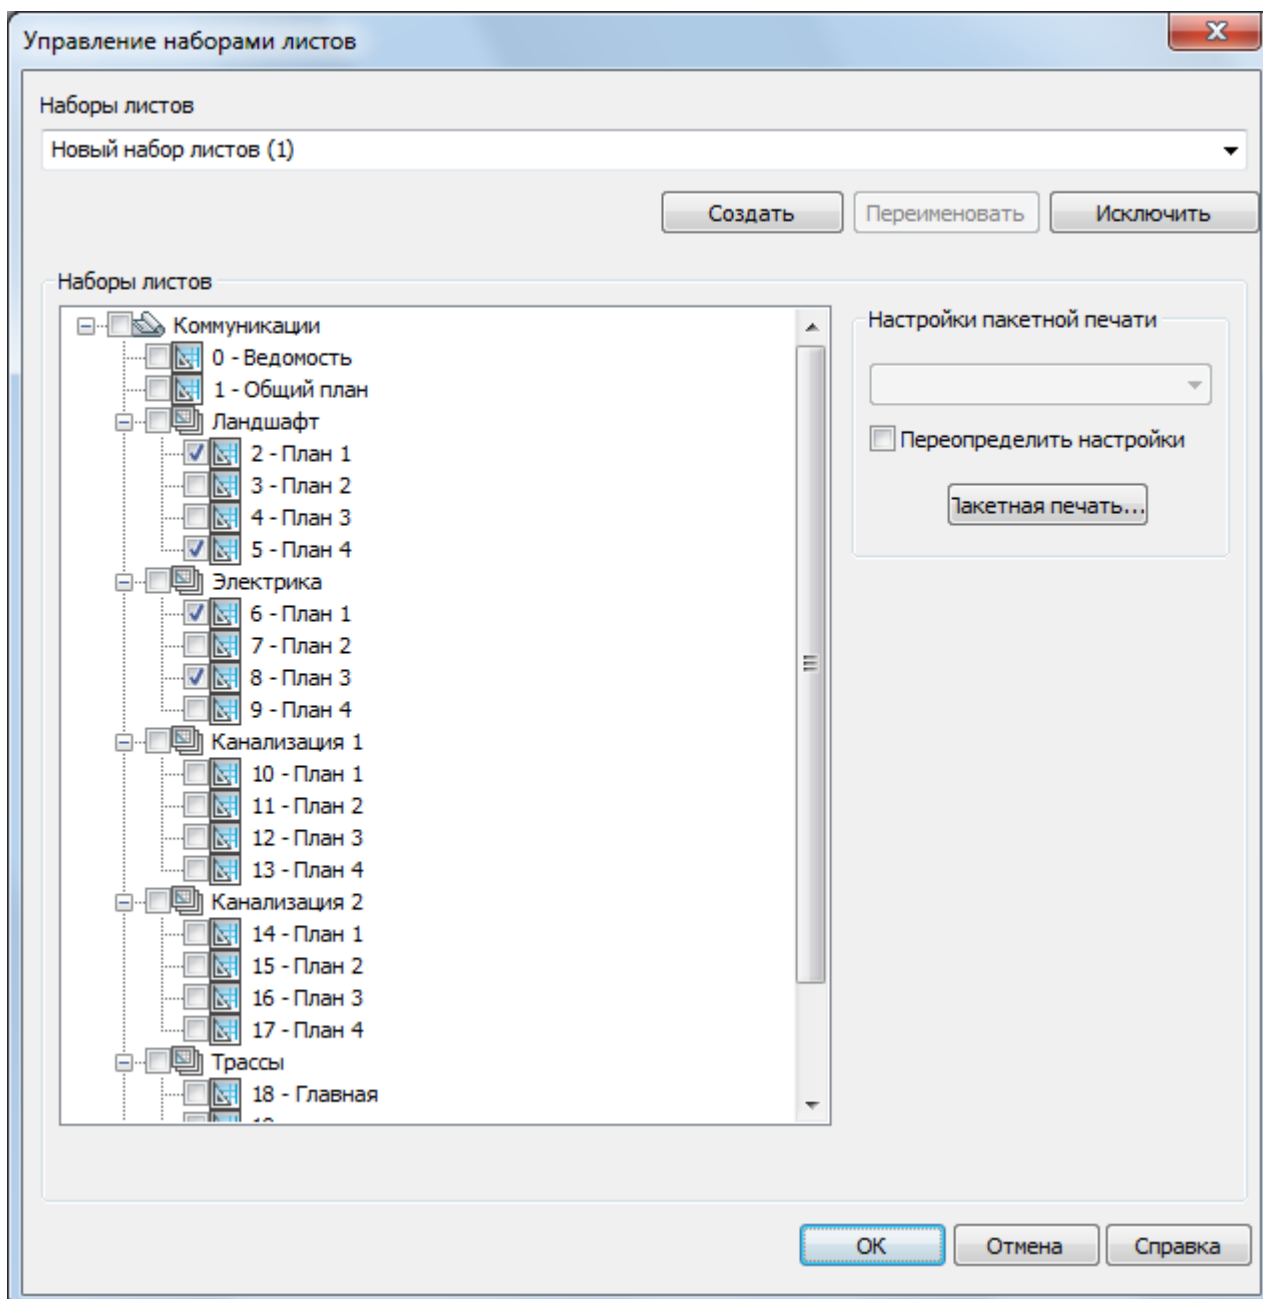 Управление наборами листов
Наборы листов
Новый набор листов (1)
Создать
Переименовать
Исключить
Наборы листов
Коммуникации
0 - Ведомость
1 - Общий план
Ландшафт
2 - План 1
3 - План 2
4 - План 3
5 - План 4
Электрика
6 - План 1
7 - План 2
8 - План 3
9 - План 4
Канализация 1
10 - План 1
11 - План 2
12 - План 3
13 - План 4
Канализация 2
14 - План 1
15 - План 2
16 - План 3
17 - План 4
Трассы
18 - Главная
Настройки пакетной печати
Переопределить настройки
Пакетная печать...
ОК
Отмена
Справка